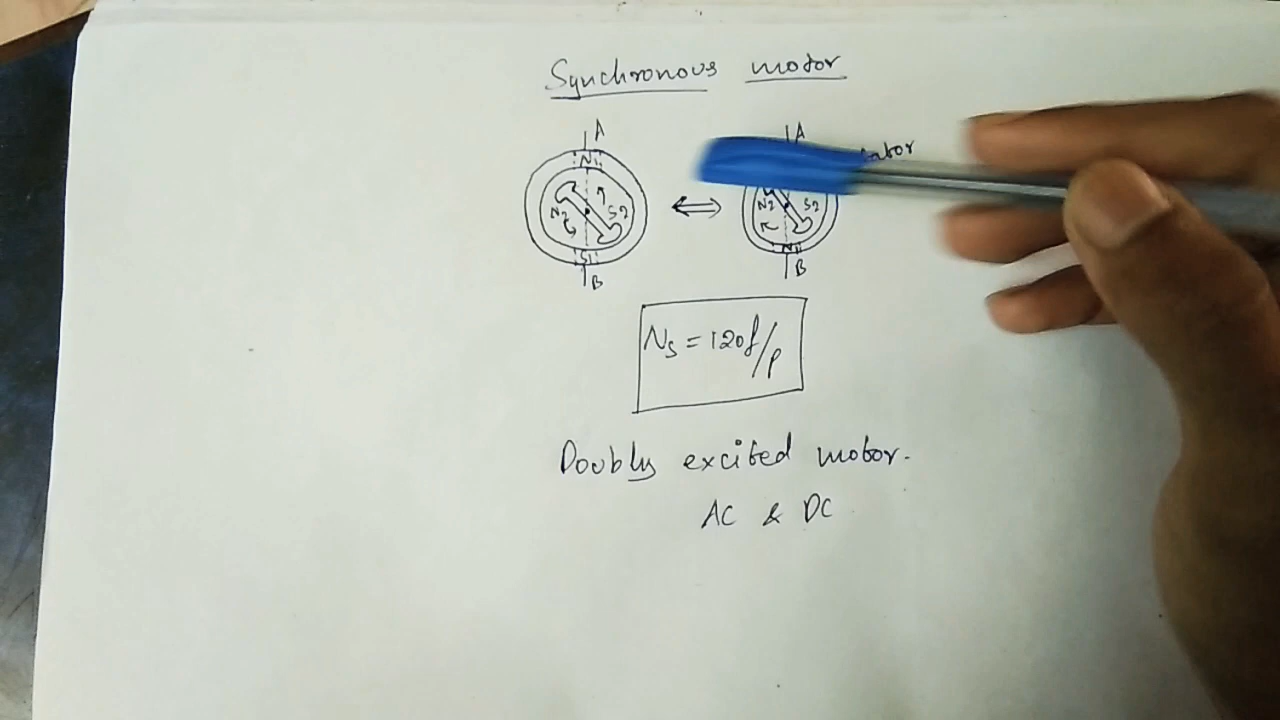 Synchronous motor
A
A
N1
N2 S2
N2 S2
S1
N1
B
B
Ns = 120f/p
Doubly excited motor.
AC & DC